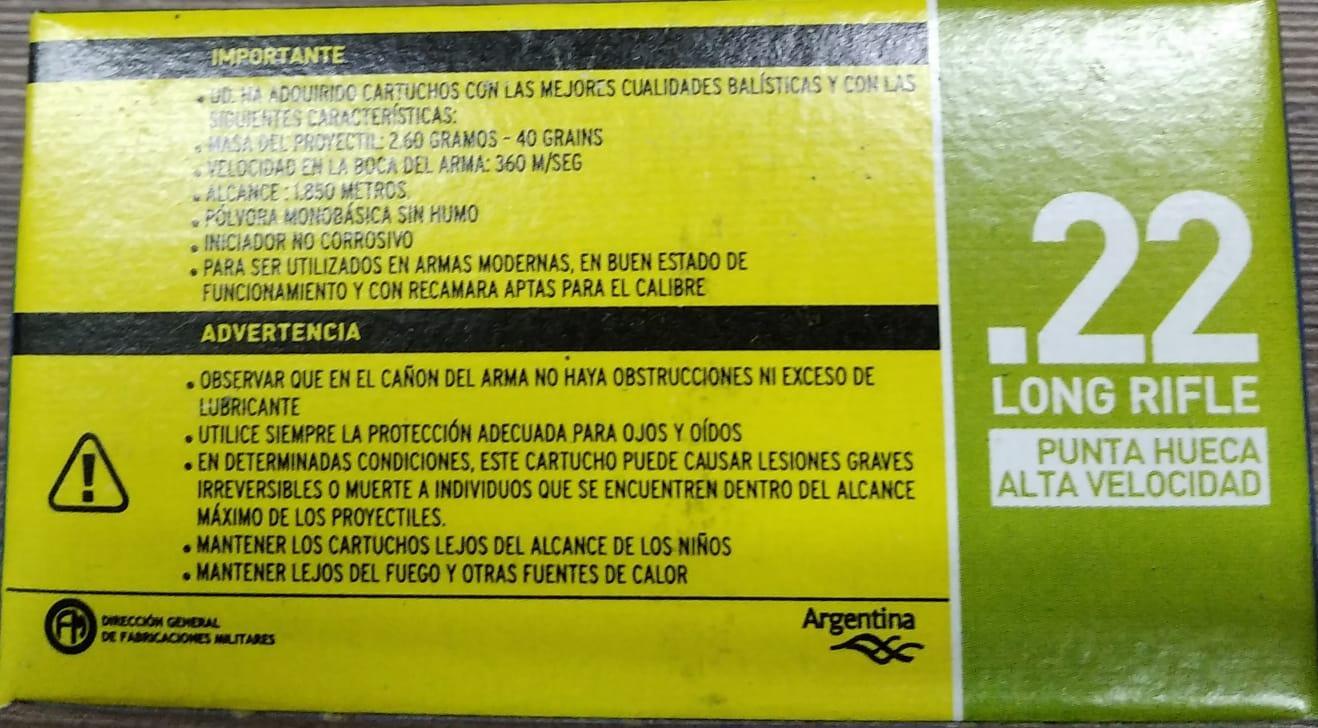 IMPORTANTE
• UD. HA ADQUIRIDO CARTUCHOS CON LAS MEJORES CUALIDADES BALÍSTICAS Y CON LAS
SIGUIENTES CARACTERÍSTICAS:
• MASA DEL PROYECTIL: 2.60 GRAMOS - 40 GRAINS
• VELOCIDAD EN LA BOCA DEL ARMA: 360 M/SEG
• ALCANCE : 1.850 METROS
• PÓLVORA MONOBÁSICA SIN HUMO
• INICIADOR NO CORROSIVO
• PARA SER UTILIZADOS EN ARMAS MODERNAS, EN BUEN ESTADO DE
FUNCIONAMIENTO Y CON RECAMARA APTAS PARA EL CALIBRE
ADVERTENCIA
• OBSERVAR QUE EN EL CAÑON DEL ARMA NO HAYA OBSTRUCCIONES NI EXCESO DE
LUBRICANTE
• UTILICE SIEMPRE LA PROTECCIÓN ADECUADA PARA OJOS Y OÍDOS
• EN DETERMINADAS CONDICIONES, ESTE CARTUCHO PUEDE CAUSAR LESIONES GRAVES
IRREVERSIBLES O MUERTE A INDIVIDUOS QUE SE ENCUENTREN DENTRO DEL ALCANCE
MÁXIMO DE LOS PROYECTILES.
• MANTENER LOS CARTUCHOS LEJOS DEL ALCANCE DE LOS NIÑOS
• MANTENER LEJOS DEL FUEGO Y OTRAS FUENTES DE CALOR
FM
DIRECCIÓN GENERAL
DE FABRICACIONES MILITARES
Argentina
.22
LONG RIFLE
PUNTA HUECA
ALTA VELOCIDAD